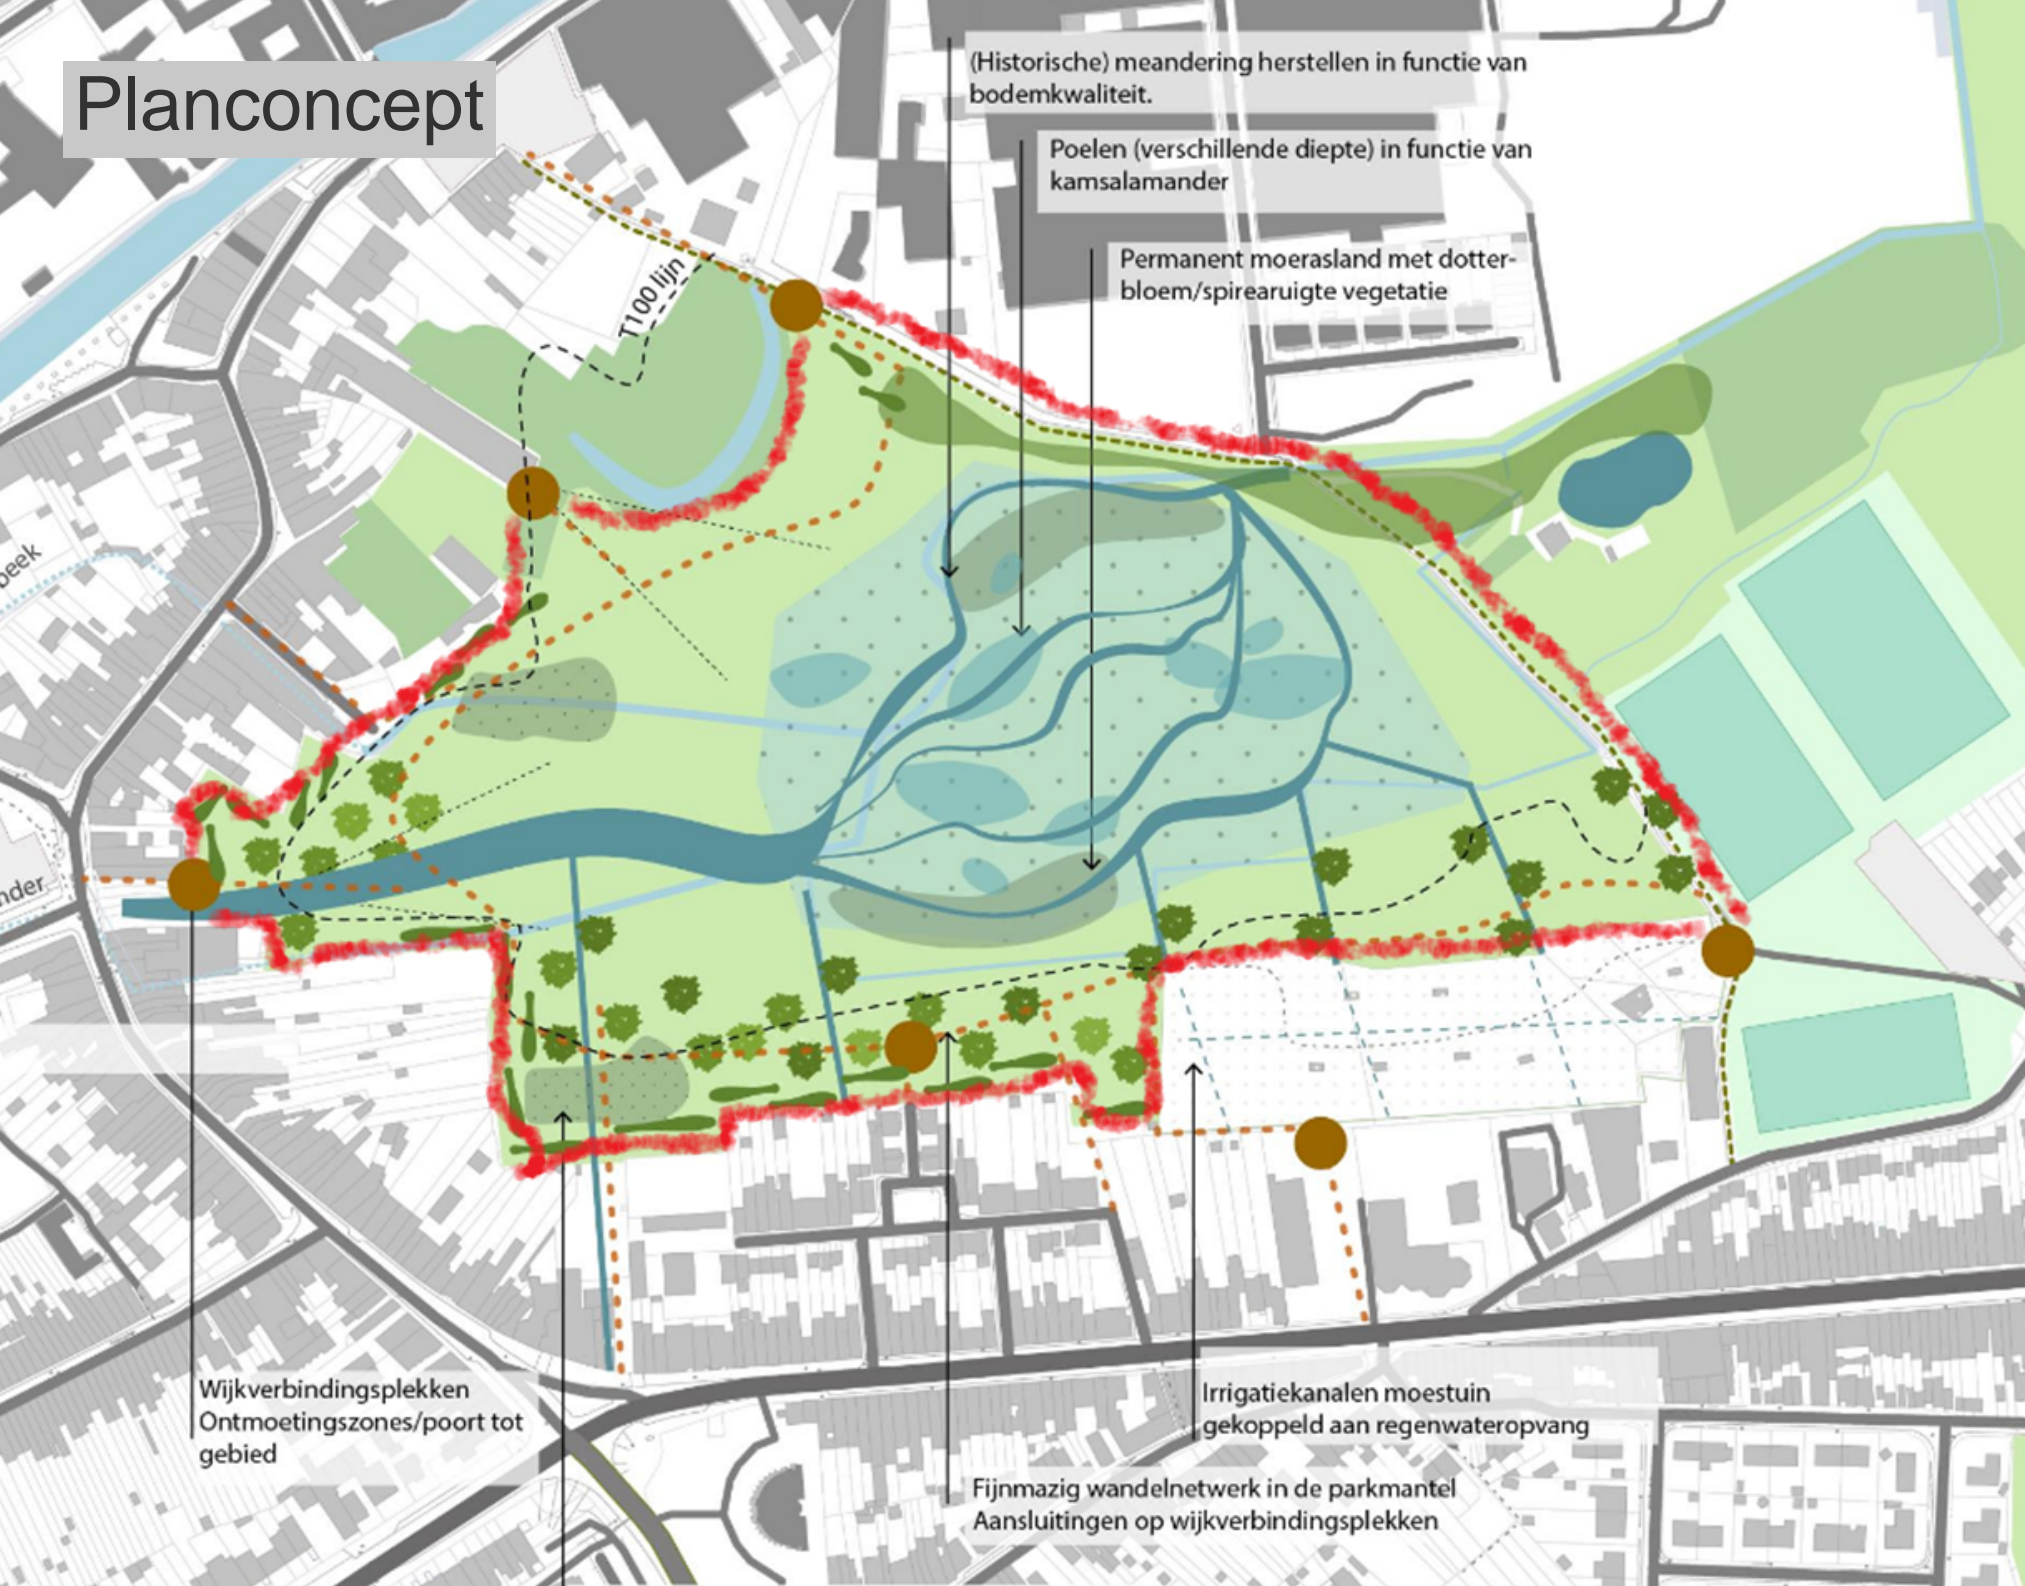 Planconcept
(Historische) meandering herstellen in functie van
bodemkwaliteit.
Poelen (verschillende diepte) in functie van
kamsalamander
Permanent moerasland met dotter-
bloem/spirearuigte vegetatie
T100 lijn
beek
nder
Wijkverbindingsplekken
Ontmoetingszones/poort tot
gebied
Irrigatiekanalen moestuin
gekoppeld aan regenwateropvang
Fijnmazig wandelnetwerk in de parkmantel
Aansluitingen op wijkverbindingsplekken